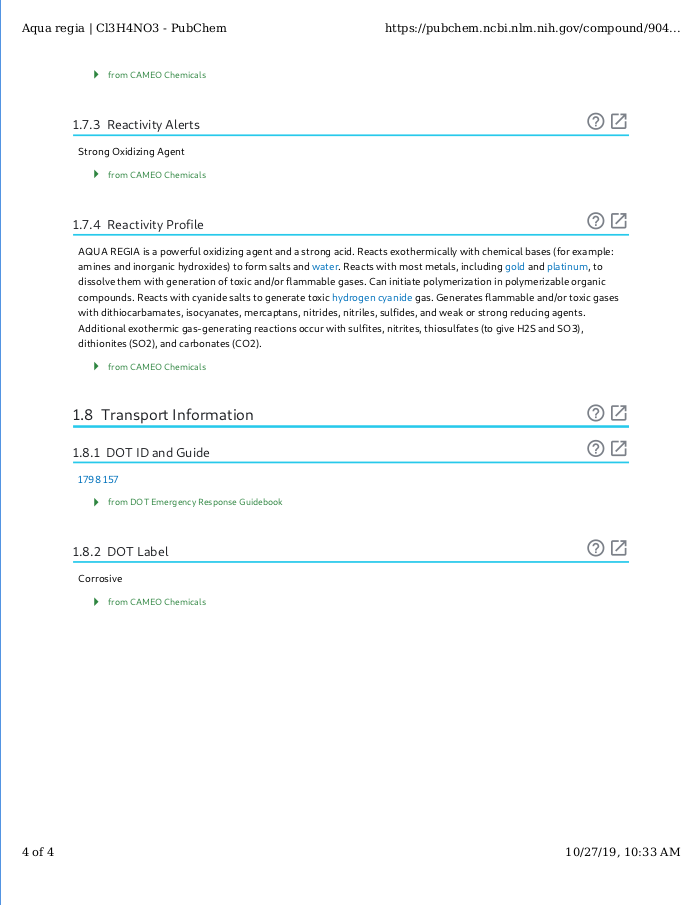 Aqua regia | Cl3H4NO3 - PubChem https://pubchem.ncbi.nlm.nih.gov/compound/904...
from CAMEO Chemicals
1.7.3 Reactivity Alerts
Strong Oxidizing Agent
from CAMEO Chemicals
1.7.4 Reactivity Profile
AQUA REGIA is a powerful oxidizing agent and a strong acid. Reacts exothermically with chemical bases (for example:
amines and inorganic hydroxides) to form salts and water. Reacts with most metals, including gold and platinum, to
dissolve them with generation of toxic and/or flammable gases. Can initiate polymerization in polymerizable organic
compounds. Reacts with cyanide salts to generate toxic hydrogen cyanide gas. Generates flammable and/or toxic gases
with dithiocarbamates, isocyanates, mercaptans, nitrides, nitriles, sulfides, and weak or strong reducing agents.
Additional exothermic gas-generating reactions occur with sulfites, nitrites, thiosulfates (to give H2S and SO3),
dithionites (SO2), and carbonates (CO2).
from CAMEO Chemicals
1.8 Transport Information
1.8.1 DOT ID and Guide
1798 157
from DOT Emergency Response Guidebook
1.8.2 DOT Label
Corrosive
from CAMEO Chemicals
4 of 4 10/27/19, 10:33 AM